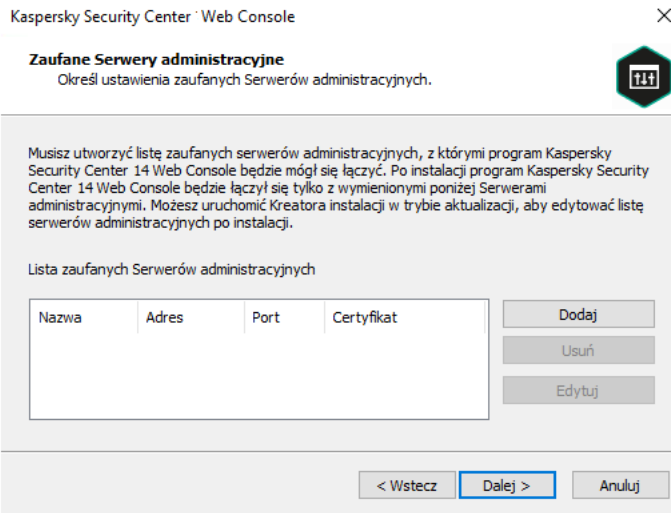 Kaspersky Security Center Web Console
Zaufane Serwery administracyjne
Określ ustawienia zaufanych Serwerów administracyjnych.
Musisz utworzyć listę zaufanych serwerów administracyjnych, z którymi program Kaspersky
Security Center 14 Web Console będzie mógł się łączyć. Po instalacji program Kaspersky Security
Center 14 Web Console będzie łączył się tylko z wymienionymi poniżej Serwerami
administracyjnymi. Możesz uruchomić Kreatora instalacji w trybie aktualizacji, aby edytować listę
serwerów administracyjnych po instalacji.
Lista zaufanych Serwerów administracyjnych
Nazwa Adres Port Certyfikat
Dodaj
Usuń
Edytuj
< Wstecz Dalej > Anuluj